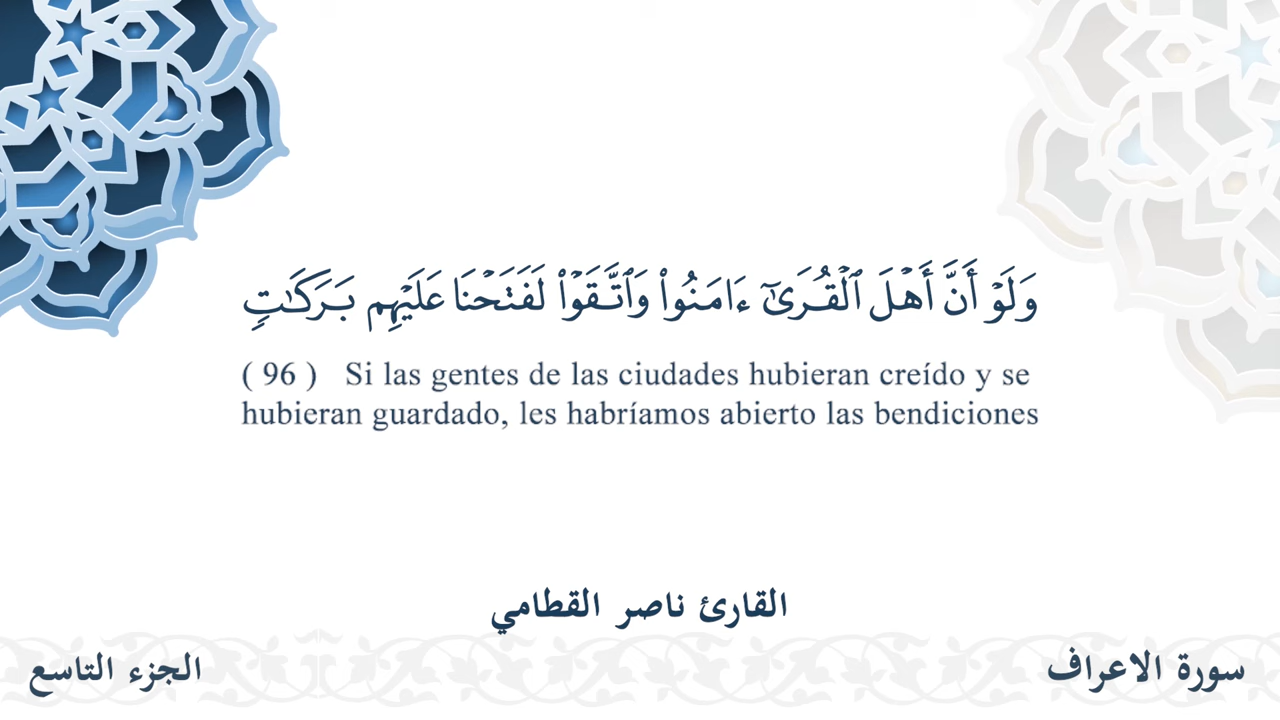 وَلَوۡ أَنَّ أَهۡلَ ٱلۡقُرَىٰٓ ءَامَنُواْ وَٱتَّقَوۡاْ لَفَتَحۡنَا عَلَيۡهِم بَرَكَٰتٖ
( 96 ) Si las gentes de las ciudades hubieran creído y se
hubieran guardado, les habríamos abierto las bendiciones
القارئ ناصر القطامي
سورة الاعراف
الجزء التاسع